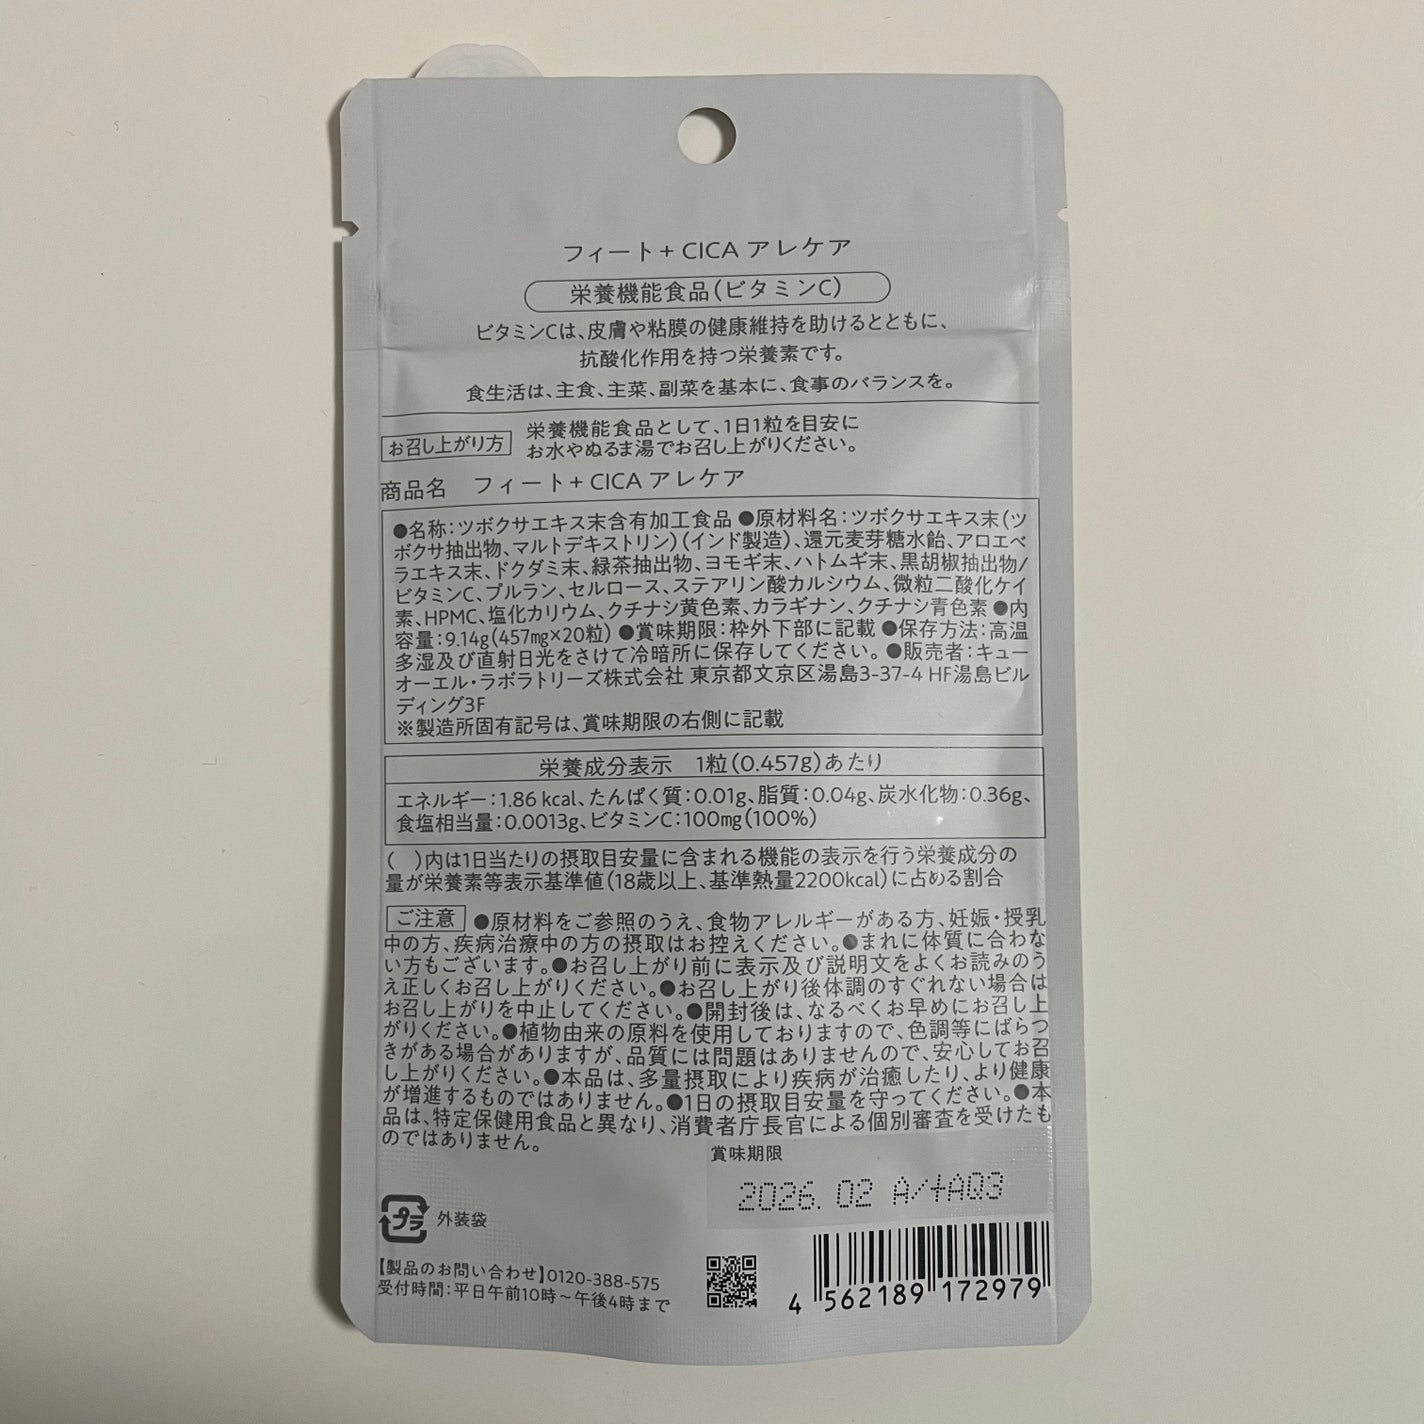 フィート+ CICA アレケア
栄養機能食品(ビタミンC)
ビタミンCは、皮膚や粘膜の健康維持を助けるとともに、
抗酸化作用を持つ栄養素です。
食生活は、主食、主菜、副菜を基本に、食事のバランスを。
お召し上がり方
栄養機能食品として、1日1粒を目安に
お水やぬるま湯でお召し上がりください。
商品名 フィート+ CICA アレケア
●名称:ツボクサエキス末含有加工食品 ●原材料名:ツボクサエキス末(ツ
ボクサ抽出物、マルトデキストリン)(インド製造)、還元麦芽糖水飴、アロエベ
ラエキス末、ドクダミ末、緑茶抽出物、ヨモギ末、ハトムギ末、黒胡椒抽出物/
ビタミンC、プルラン、セルロース、ステアリン酸カルシウム、微粒二酸化ケイ
素、HPMC、塩化カリウム、クチナシ黄色素、カラギナン、クチナシ青色素 ●内
容量:9.14g(457㎎×20粒) ●賞味期限:枠外下部に記載 ●保存方法:高温
多湿及び直射日光をさけて冷暗所に保存してください。 ●販売者:キュー
オーエル・ラボラトリーズ株式会社 東京都文京区湯島3-37-4 HF湯島ビル
ディング3F
※製造所固有記号は、賞味期限の右側に記載
栄養成分表示 1粒(0.457g)あたり
エネルギー:1.86 kcal、たんぱく質:0.01g、脂質:0.04g、炭水化物:0.36g、
食塩相当量:0.0013g、ビタミンC:100㎎(100%)
( )内は1日当たりの摂取目安量に含まれる機能の表示を行う栄養成分の
量が栄養素等表示基準値(18歳以上、基準熱量2200kcal)に占める割合
ご注意 ●原材料をご参照のうえ、食物アレルギーがある方、妊娠・授乳
中の方、疾病治療中の方の摂取はお控えください。●まれに体質に合わな
い方もございます。●お召し上がり前に表示及び説明文をよくお読みのう
え正しくお召し上がりください。●お召し上がり後体調のすぐれない場合は
お召し上がりを中止してください。●開封後は、なるべくお早めにお召し上
がりください。●植物由来の原料を使用しておりますので、色調等にばらつ
きがある場合がありますが、品質には問題はありませんので、安心してお召
し上がりください。●本品は、多量摂取により疾病が治癒したり、より健康
が増進するものではありません。●1日の摂取目安量を守ってください。●本
品は、特定保健用食品と異なり、消費者庁長官による個別審査を受けたも
のではありません。
賞味期限
2026. 02 A/+AQ3
プラ 外装袋
【製品のお問い合わせ】0120-388-575
受付時間:平日午前10時〜午後4時まで
4 562189 172979